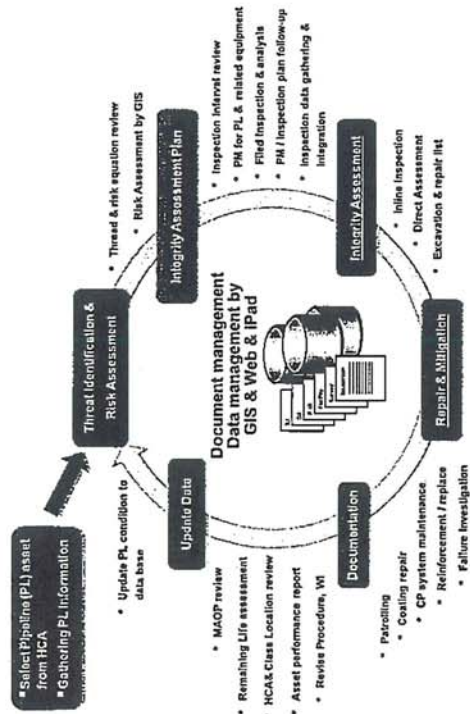 ▪ Select Pipeline (PL) asset
from HCA
▪ Gathering PL Information
Threat Identification &
Risk Assessment
• Thread & risk equation review
• Risk Assessment by GIS
Integrity Assessment Plan
• Inspection Interval review
• PM for PL & related equipment
• Filed Inspection & analysis
• PM / Inspection plan follow-up
• Inspection data gathering &
Integration
Integrity Assessment
• Inline Inspection
• Direct Assessment
• Excavation & repair list
Repair & Mitigation
• Patrolling
• Coating repair
• CP system maintenance
• Reinforcement / replace
• Failure Investigation
Documentation
• MAOP review
• Remaining Life assessment
• HCA & Class Location review
• Asset performance report
• Revise Procedure, WI
Update Data
• Update PL condition to
data base
Document management
Data management by
GIS & Web & iPad